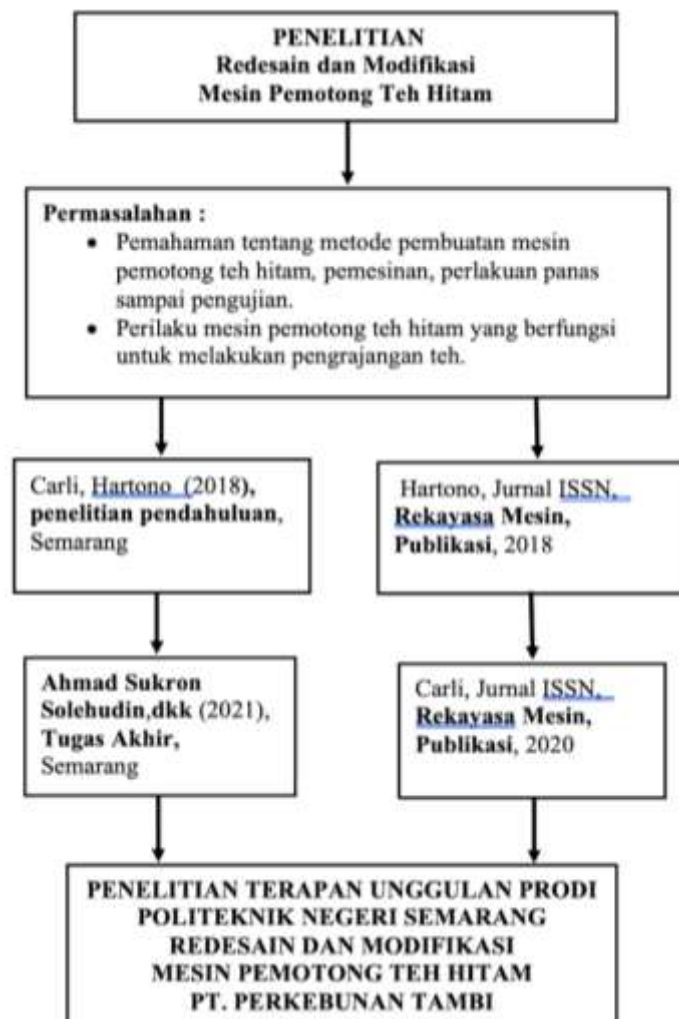 PENELITIAN
Redesain dan Modifikasi
Mesin Pemotong Teh Hitam
Permasalahan :
• Pemahaman tentang metode pembuatan mesin
pemotong teh hitam, pemesinan, perlakuan panas
sampai pengujian.
• Perilaku mesin pemotong teh hitam yang berfungsi
untuk melakukan pengrajangan teh.
Carli, Hartono (2018),
penelitian pendahuluan,
Semarang
Hartono, Jurnal ISSN,
Rekayasa Mesin,
Publikasi, 2018
Ahmad Sukron
Solehudin,dkk (2021),
Tugas Akhir,
Semarang
Carli, Jurnal ISSN,
Rekayasa Mesin,
Publikasi, 2020
PENELITIAN TERAPAN UNGGULAN PRODI
POLITEKNIK NEGERI SEMARANG
REDESAIN DAN MODIFIKASI
MESIN PEMOTONG TEH HITAM
PT. PERKEBUNAN TAMBI